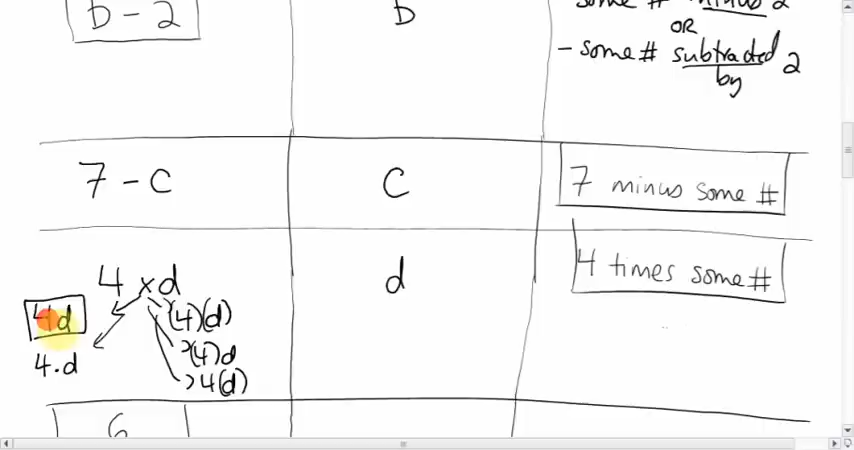 b - 2
b
some # minus 2
OR
- some # subtracted 2
by
7 - c
c
7 minus some #
4 x d
d
4 times some #
4d
(4)(d)
(4)d
4.d
4(d)
6